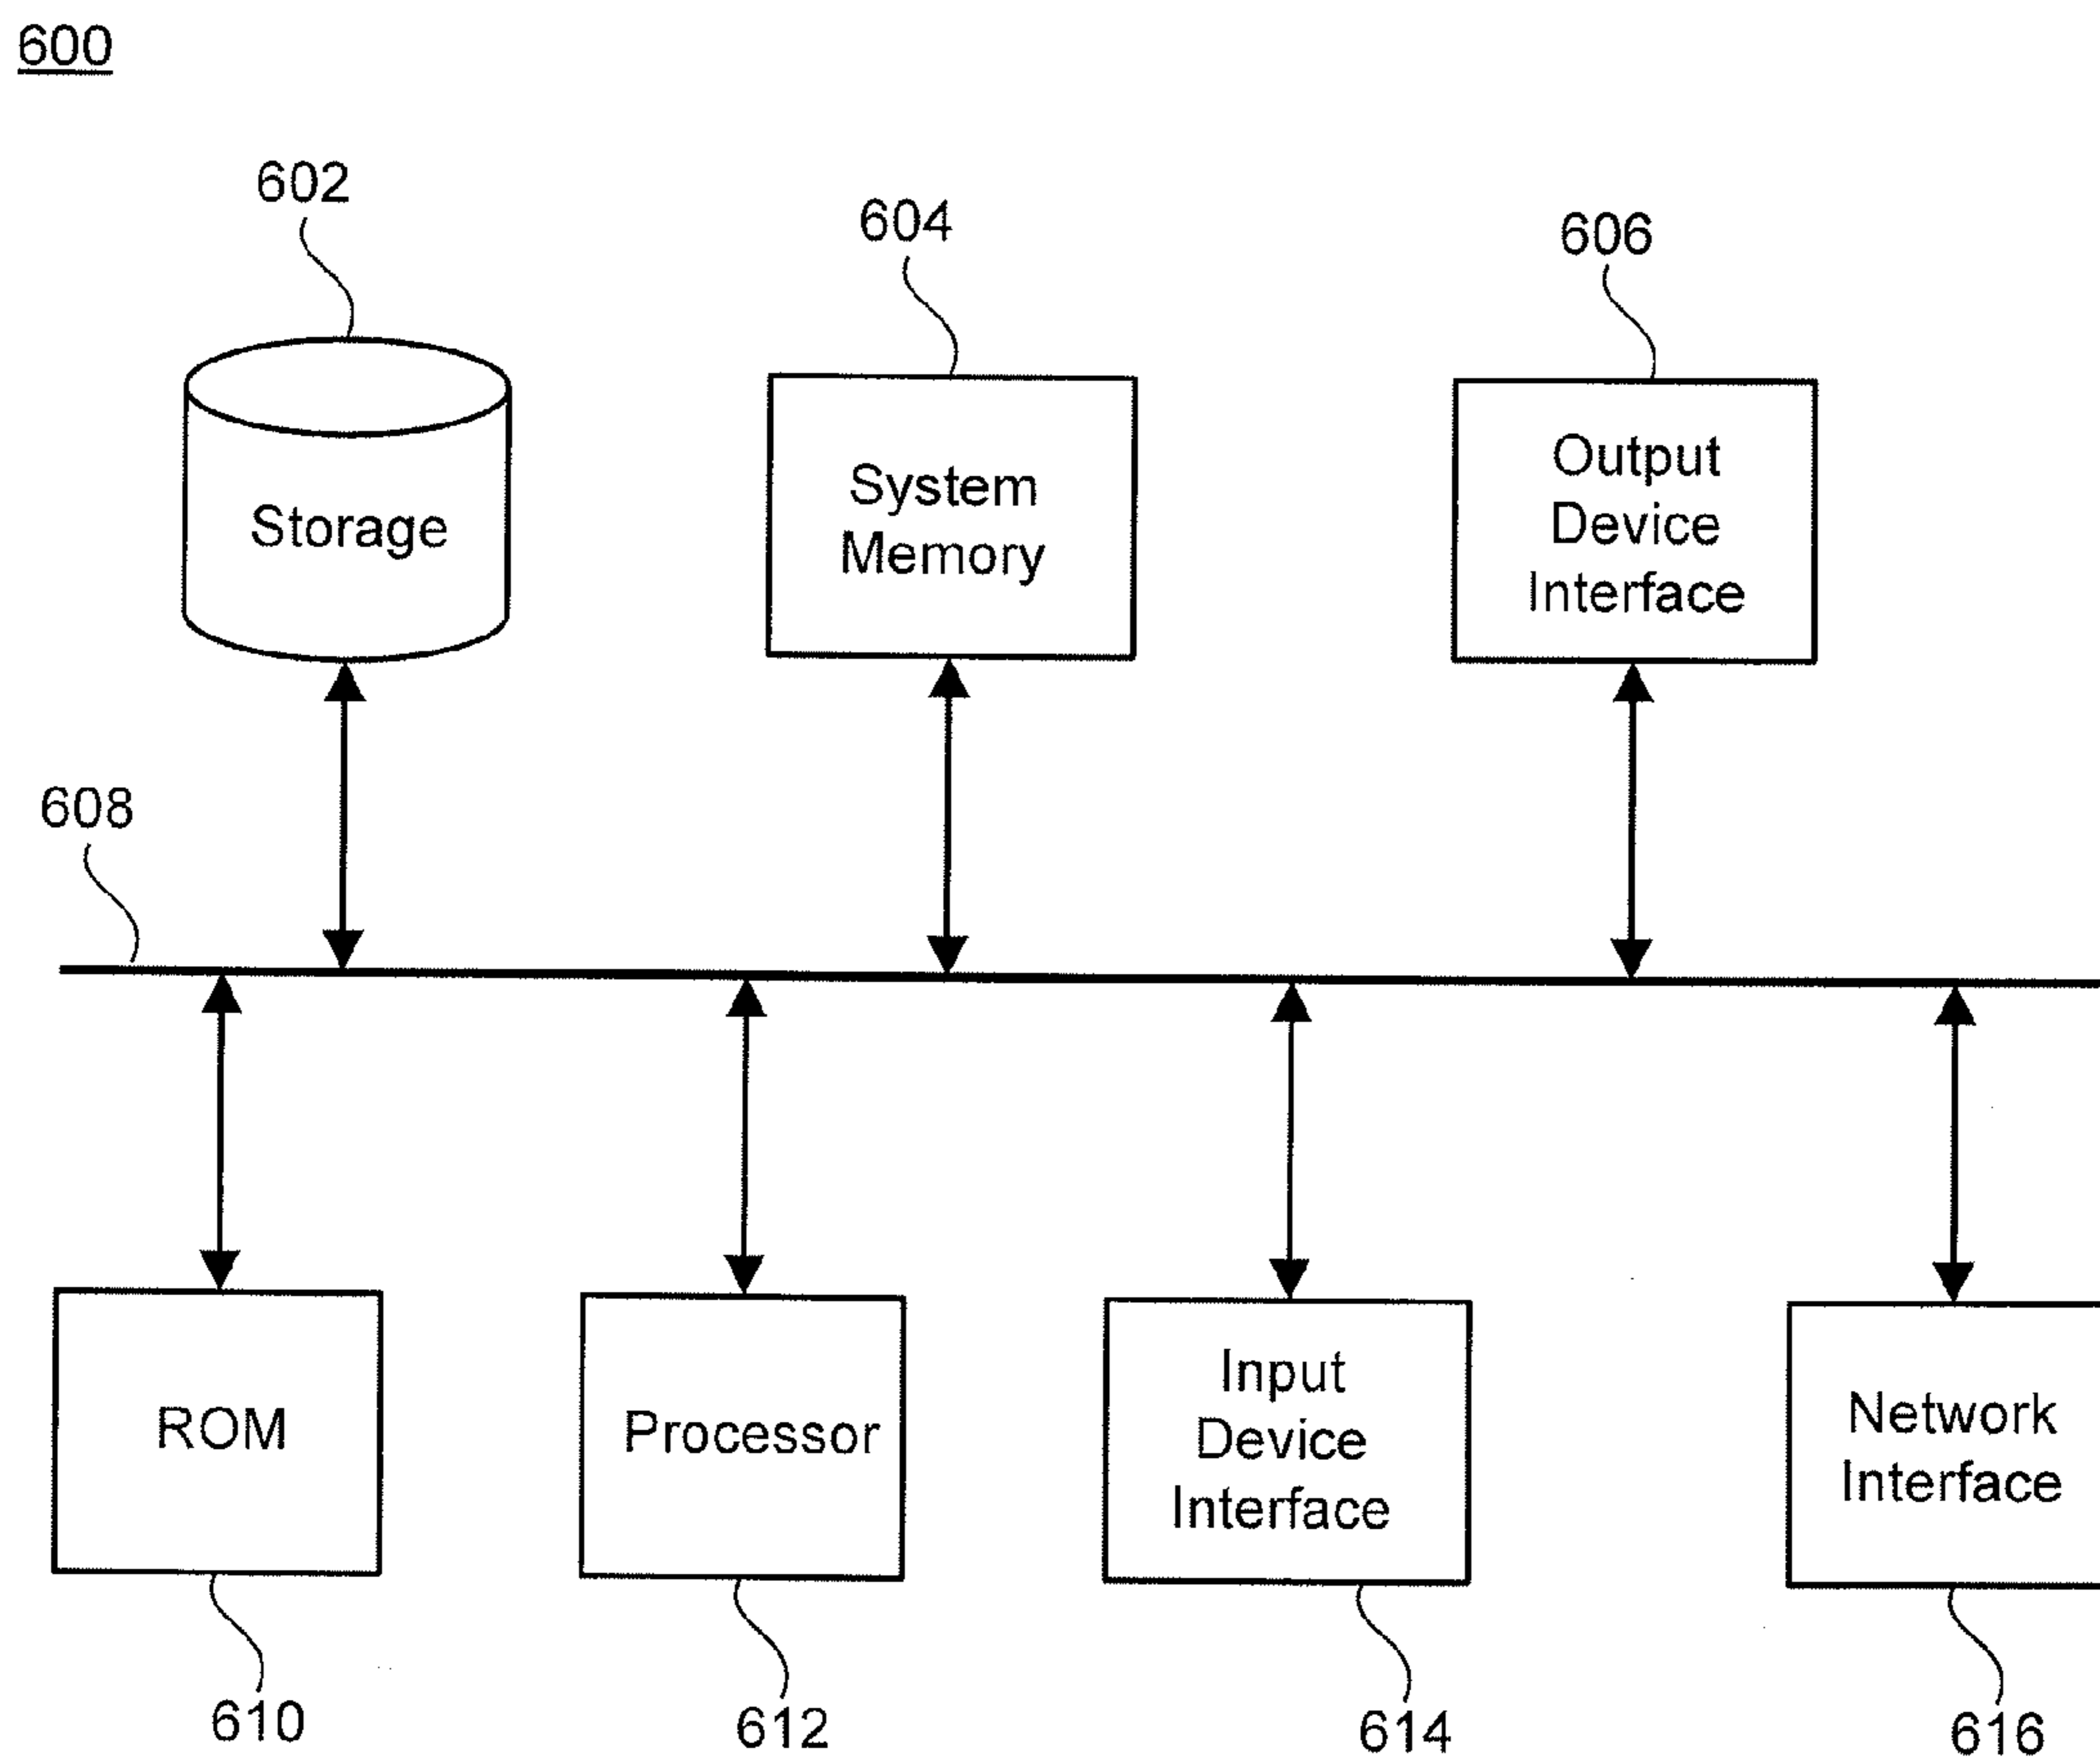 600
602
604
606
Storage
System
Memory
Output
Device
Interface
608
ROM
Processor
Input
Device
Interface
Network
Interface
610
612
614
616